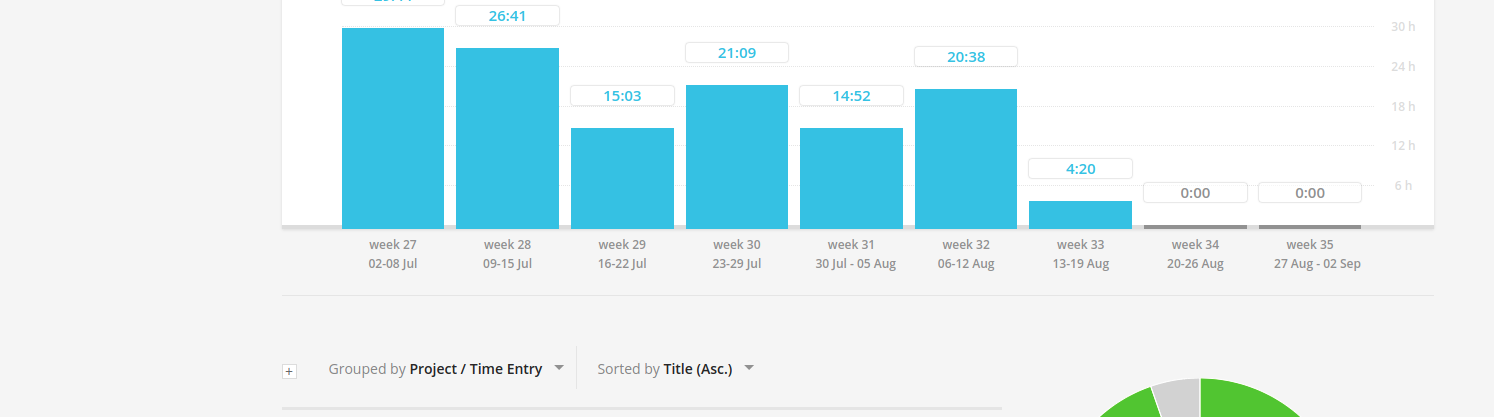 26:41
30 h
21:09
20:38
24 h
15:03
14:52
18 h
12 h
4:20
6 h
0:00
0:00
week 27
week 28
week 29
week 30
week 31
week 32
week 33
week 34
week 35
02-08 Jul
09-15 Jul
16-22 Jul
23-29 Jul
30 Jul - 05 Aug
06-12 Aug
13-19 Aug
20-26 Aug
27 Aug - 02 Sep
Grouped by Project / Time Entry
Sorted by Title (Asc.)